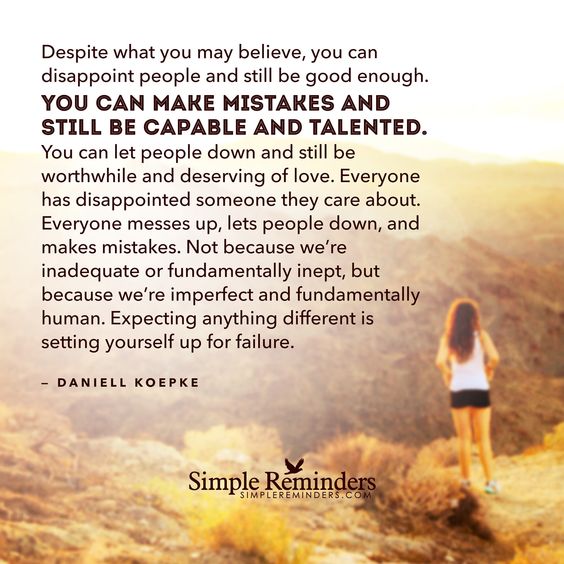 Despite what you may believe, you can
disappoint people and still be good enough.
YOU CAN MAKE MISTAKES AND
STILL BE CAPABLE AND TALENTED.
You can let people down and still be
worthwhile and deserving of love. Everyone
has disappointed someone they care about.
Everyone messes up, lets people down, and
makes mistakes. Not because we’re
inadequate or fundamentally inept, but
because we’re imperfect and fundamentally
human. Expecting anything different is
setting yourself up for failure.
– DANIELL KOEPKE
Simple Reminders
SIMPLEREMINDERS.COM